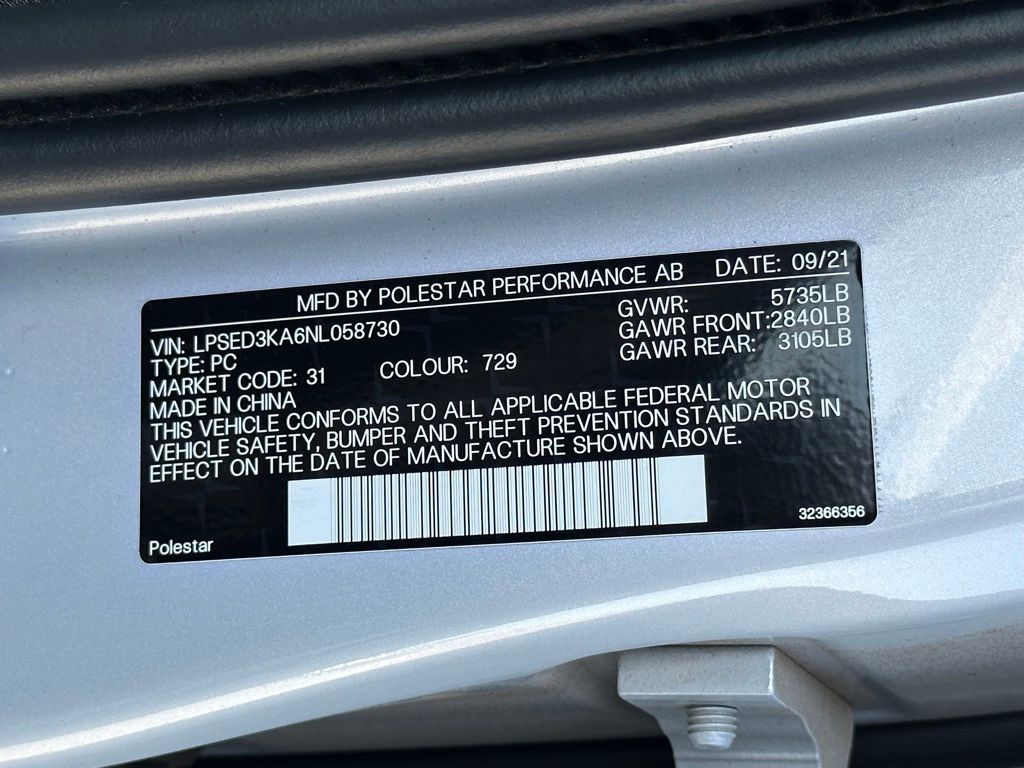 MFD BY POLESTAR PERFORMANCE AB DATE: 09/21
VIN: LPSED3KA6NL058730 GVWR: 5735LB
TYPE: PC GAWR FRONT:2840LB
MARKET CODE: 31 COLOUR: 729 GAWR REAR: 3105LB
MADE IN CHINA
THIS VEHICLE CONFORMS TO ALL APPLICABLE FEDERAL MOTOR
VEHICLE SAFETY, BUMPER AND THEFT PREVENTION STANDARDS IN
EFFECT ON THE DATE OF MANUFACTURE SHOWN ABOVE.
Polestar 32366356